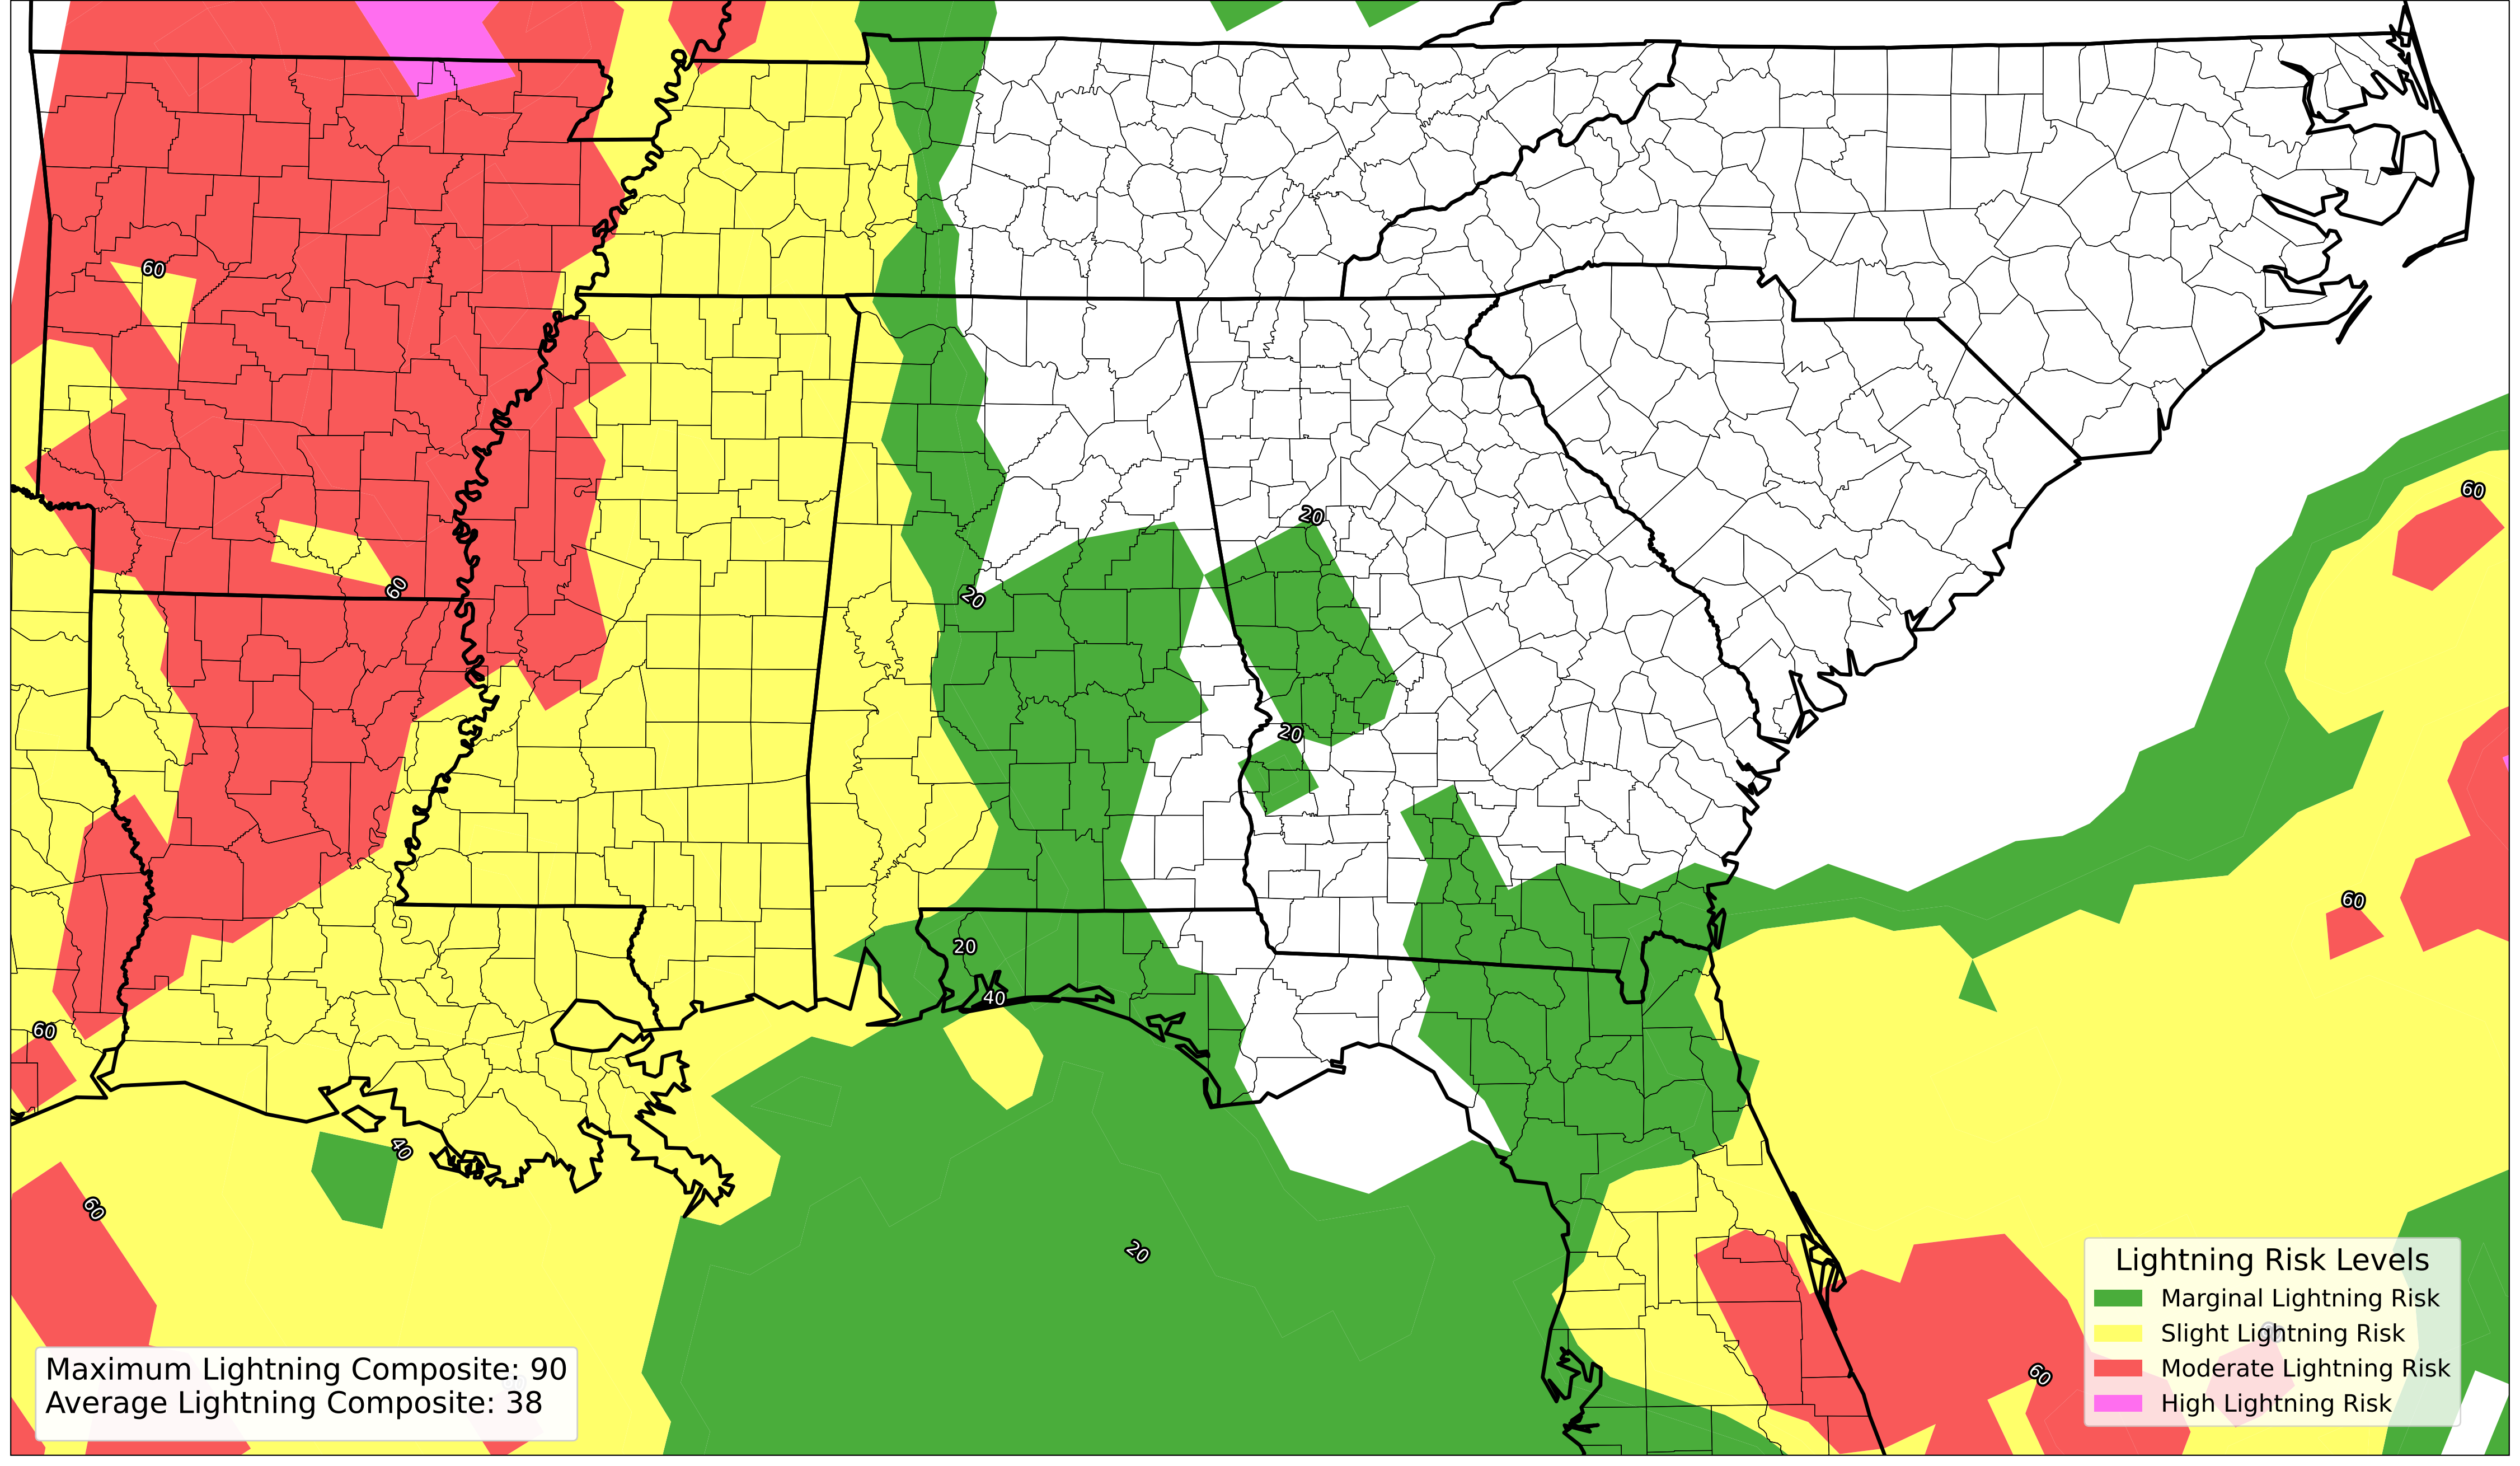 60
60
20
60
20
20
20
60
20
40
60
40
60
20
60
Lightning Risk Levels
Marginal Lightning Risk
Slight Lightning Risk
Moderate Lightning Risk
High Lightning Risk
Maximum Lightning Composite: 90
Average Lightning Composite: 38